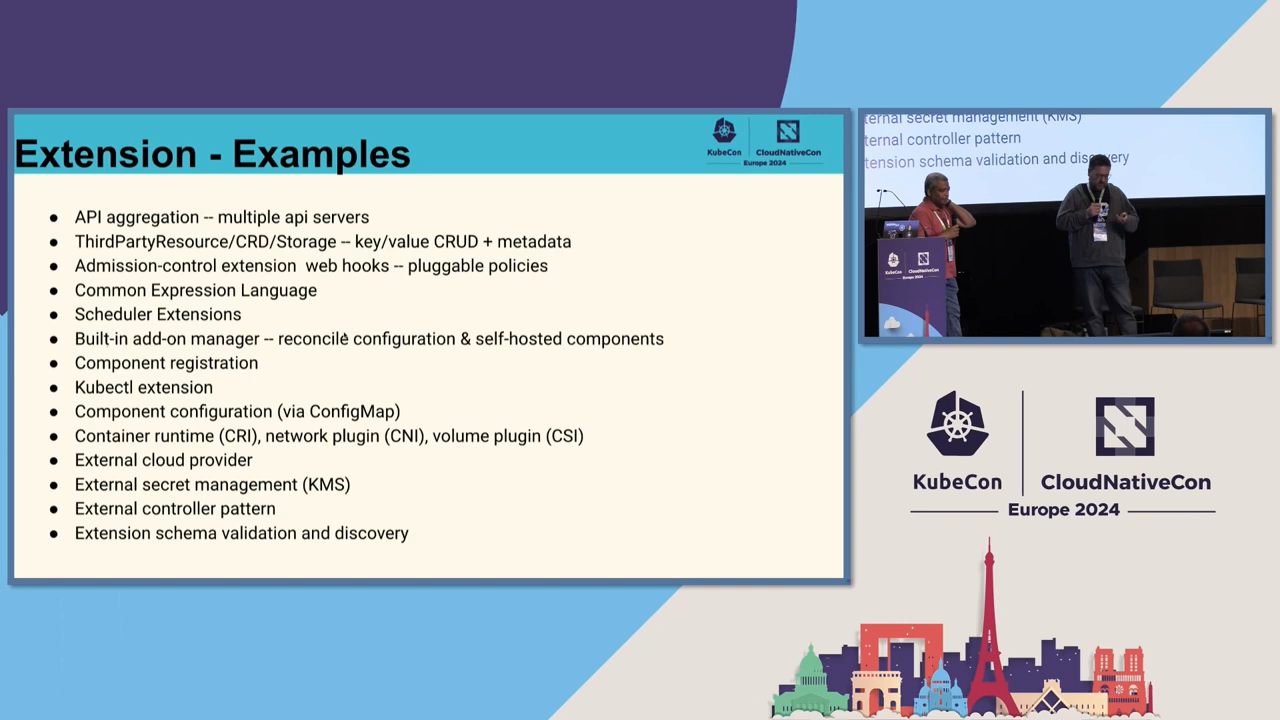 Extension - Examples
KubeCon
CloudNativeCon
Europe 2024
● API aggregation -- multiple api servers
● ThirdPartyResource/CRD/Storage -- key/value CRUD + metadata
● Admission-control extension  web hooks -- pluggable policies
● Common Expression Language
● Scheduler Extensions
● Built-in add-on manager -- reconcile configuration & self-hosted components
● Component registration
● Kubectl extension
● Component configuration (via ConfigMap)
● Container runtime (CRI), network plugin (CNI), volume plugin (CSI)
● External cloud provider
● External secret management (KMS)
● External controller pattern
● Extension schema validation and discovery
ternal secret management (KMS)
ternal controller pattern
tension schema validation and discovery
KubeCon
CloudNativeCon
Europe 2024
KubeCon
CloudNativeCon
Europe 2024